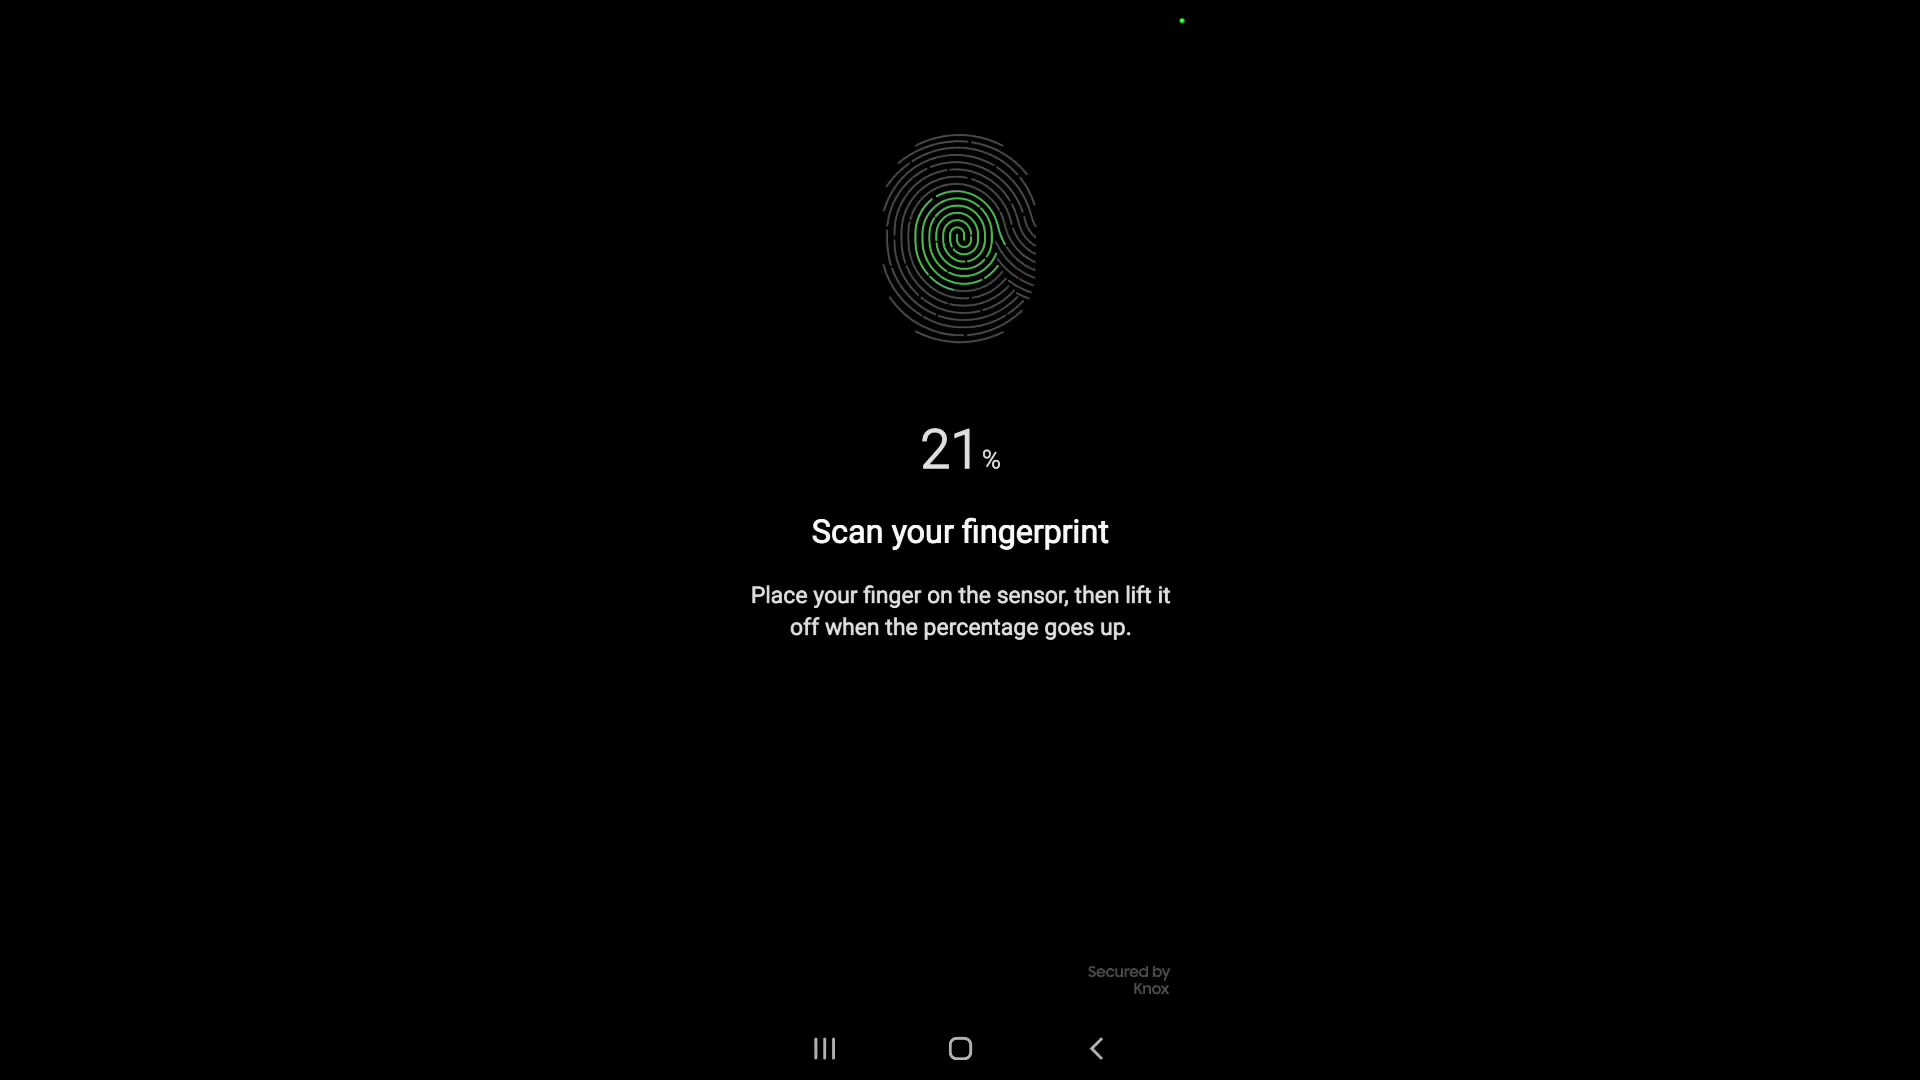 21%
Scan your fingerprint
Place your finger on the sensor, then lift it
off when the percentage goes up.
Secured by
Knox